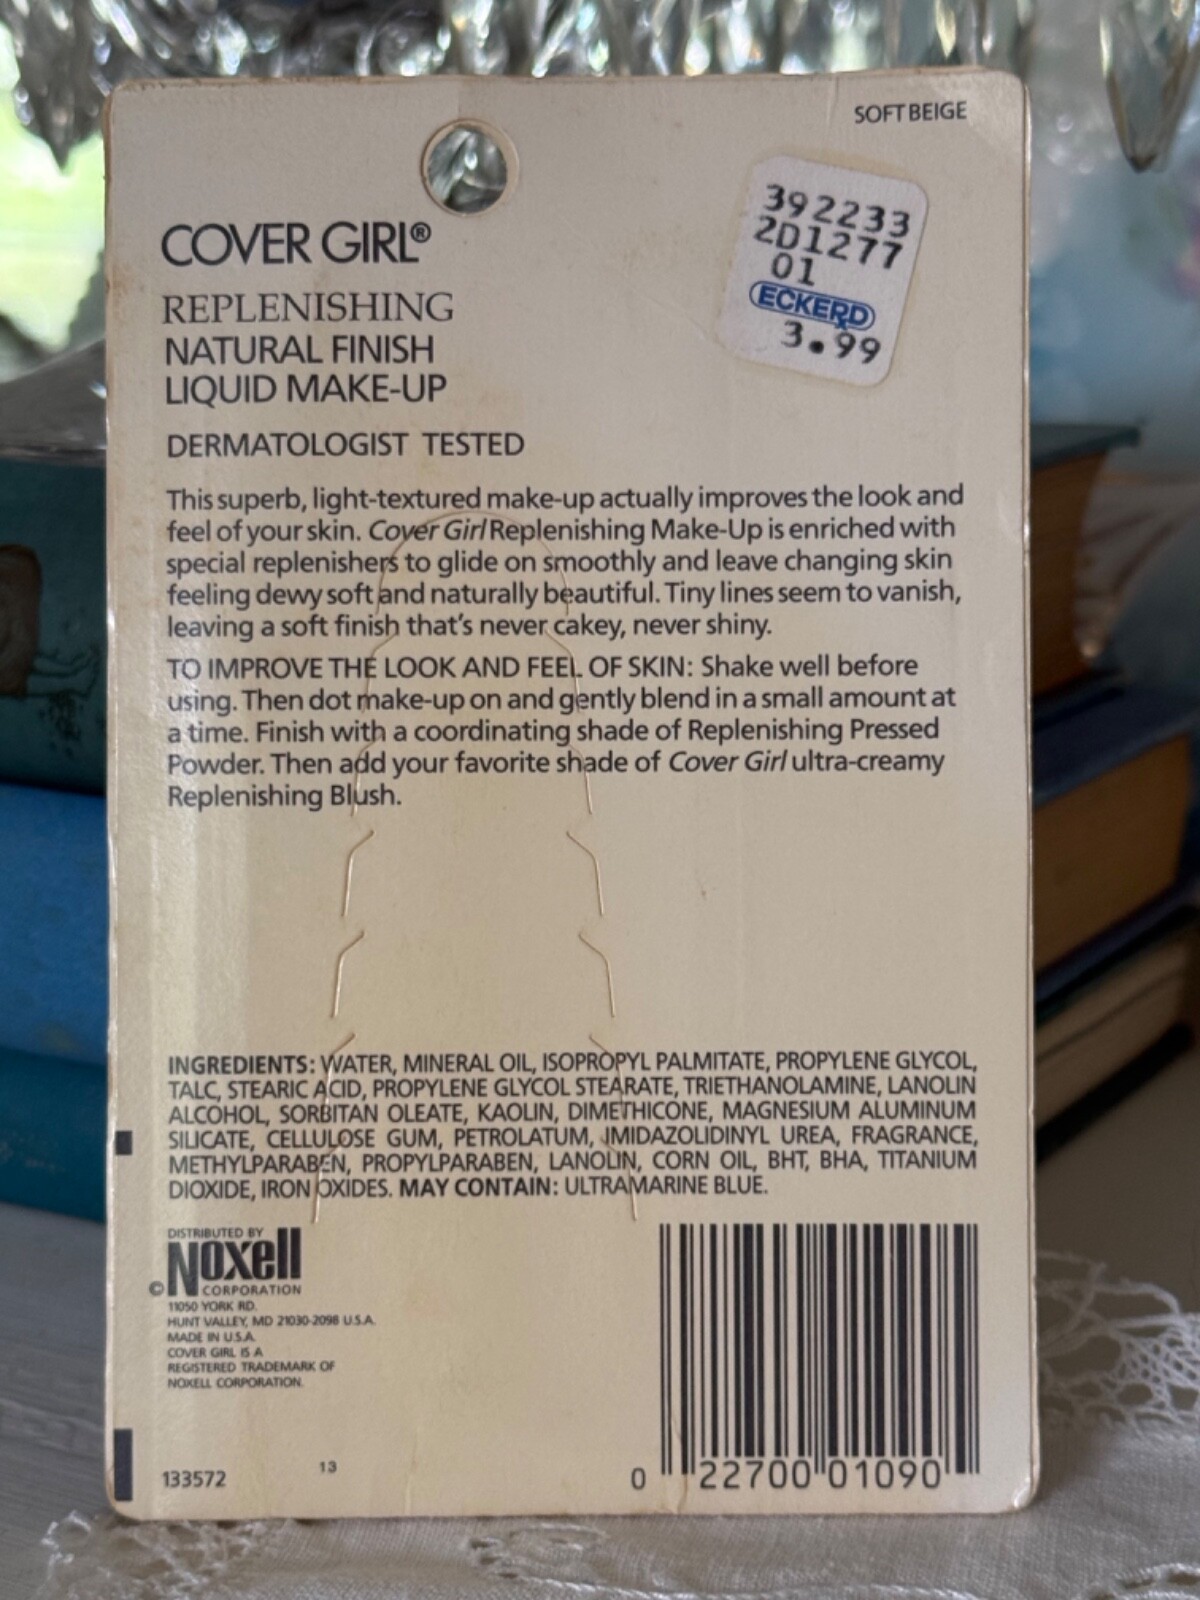 SOFT BEIGE
392233
2D1277
01
ECKERD
3.99
COVER GIRL®
REPLENISHING
NATURAL FINISH
LIQUID MAKE-UP
DERMATOLOGIST TESTED
This superb, light-textured make-up actually improves the look and
feel of your skin. Cover Girl Replenishing Make-Up is enriched with
special replenishers to glide on smoothly and leave changing skin
feeling dewy soft and naturally beautiful. Tiny lines seem to vanish,
leaving a soft finish that's never cakey, never shiny.
TO IMPROVE THE LOOK AND FEEL OF SKIN: Shake well before
using. Then dot make-up on and gently blend in a small amount at
a time. Finish with a coordinating shade of Replenishing Pressed
Powder. Then add your favorite shade of Cover Girl ultra-creamy
Replenishing Blush.
INGREDIENTS: WATER, MINERAL OIL, ISOPROPYL PALMITATE, PROPYLENE GLYCOL,
TALC, STEARIC ACID, PROPYLENE GLYCOL STEARATE, TRIETHANOLAMINE, LANOLIN
ALCOHOL, SORBITAN OLEATE, KAOLIN, DIMETHICONE, MAGNESIUM ALUMINUM
SILICATE, CELLULOSE GUM, PETROLATUM, IMIDAZOLIDINYL UREA, FRAGRANCE,
METHYLPARABEN, PROPYLPARABEN, LANOLIN, CORN OIL, BHT, BHA, TITANIUM
DIOXIDE, IRON OXIDES. MAY CONTAIN: ULTRAMARINE BLUE.
DISTRIBUTED BY
Noxell
© CORPORATION
11050 YORK RD.
HUNT VALLEY, MD 21030-2098 U.S.A.
MADE IN U.S.A.
COVER GIRL IS A
REGISTERED TRADEMARK OF
NOXELL CORPORATION.
133572
13
0 22700 01090